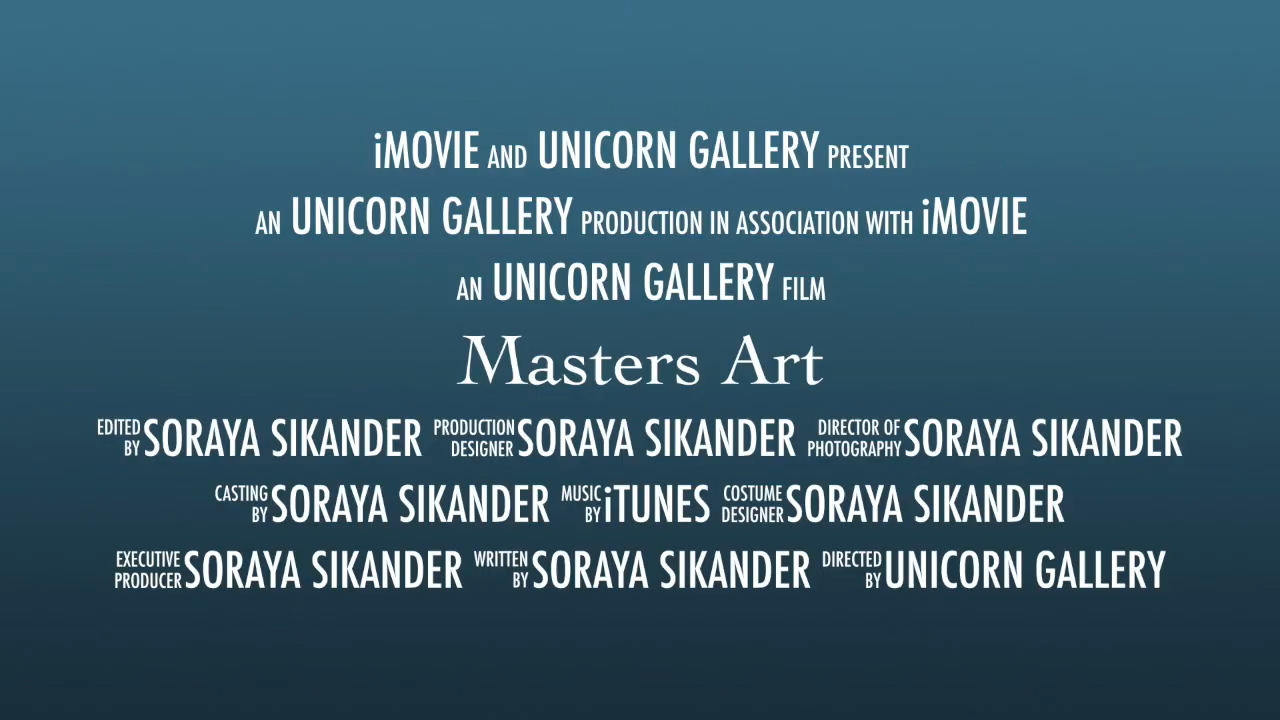 iMOVIE AND UNICORN GALLERY PRESENT
AN UNICORN GALLERY PRODUCTION IN ASSOCIATION WITH iMOVIE
AN UNICORN GALLERY FILM
Masters Art
EDITED BY SORAYA SIKANDER PRODUCTION DESIGNER SORAYA SIKANDER DIRECTOR OF PHOTOGRAPHY SORAYA SIKANDER
CASTING BY SORAYA SIKANDER MUSIC BY iTUNES COSTUME DESIGNER SORAYA SIKANDER
EXECUTIVE PRODUCER SORAYA SIKANDER WRITTEN BY SORAYA SIKANDER DIRECTED BY UNICORN GALLERY